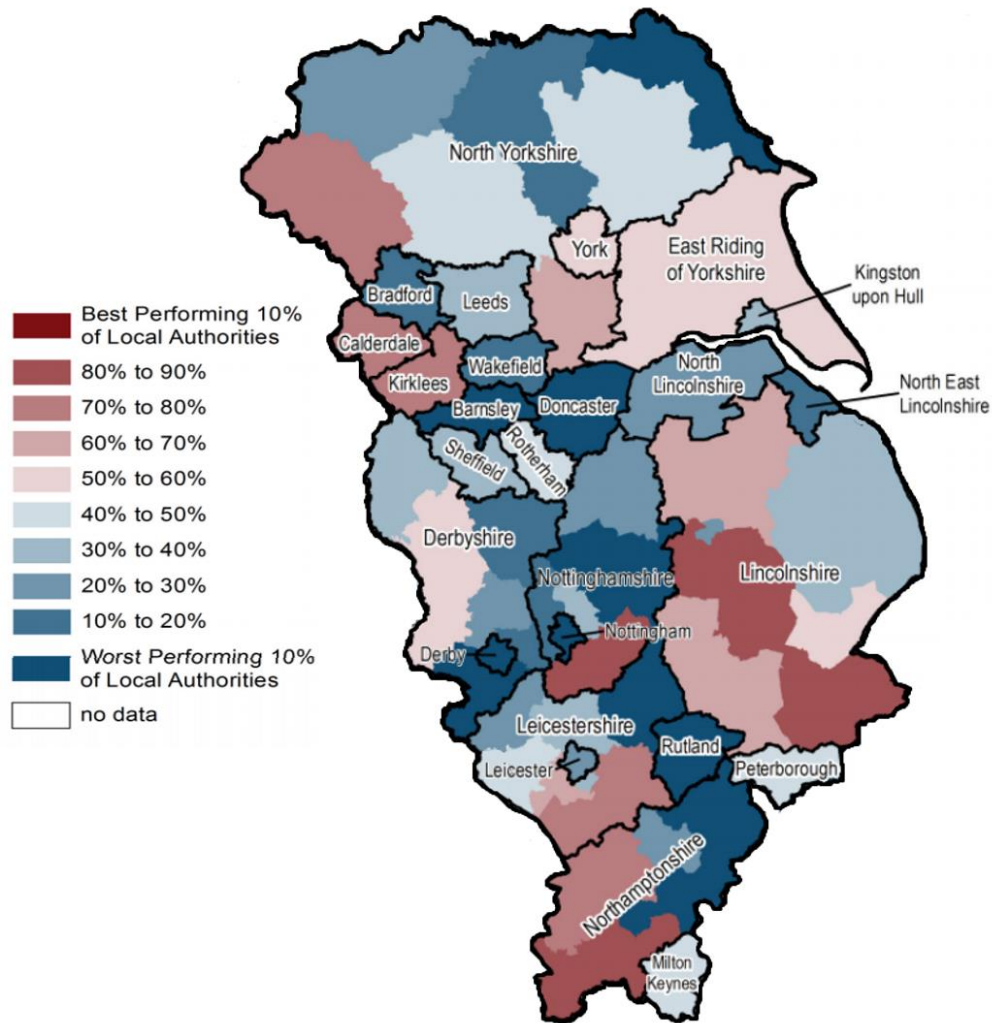 North Yorkshire
York
East Riding
of Yorkshire
Kingston
upon Hull
Bradford
Leeds
Calderdale
Kirklees
Wakefield
North
Lincolnshire
North East
Lincolnshire
Barnsley
Doncaster
Sheffield
Rotherham
Derbyshire
Nottinghamshire
Lincolnshire
Nottingham
Derby
Leicestershire
Rutland
Leicester
Peterborough
Northamptonshire
Milton
Keynes
Best Performing 10%
of Local Authorities
80% to 90%
70% to 80%
60% to 70%
50% to 60%
40% to 50%
30% to 40%
20% to 30%
10% to 20%
Worst Performing 10%
of Local Authorities
no data